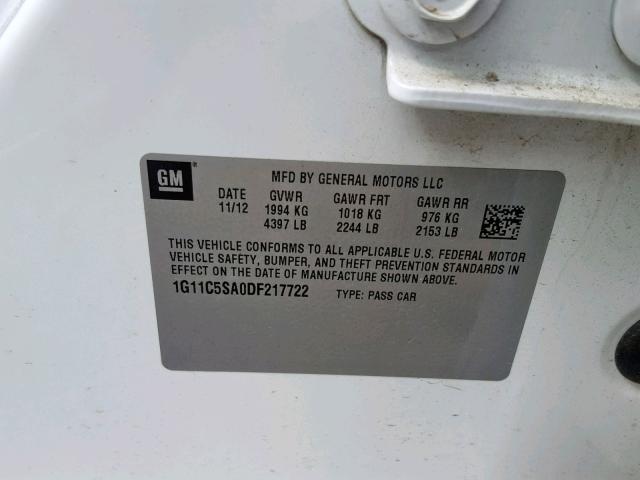 GM ®
MFD BY GENERAL MOTORS LLC
DATE GVWR GAWR FRT GAWR RR
11/12 1994 KG 1018 KG 976 KG
4397 LB 2244 LB 2153 LB
THIS VEHICLE CONFORMS TO ALL APPLICABLE U.S. FEDERAL MOTOR
VEHICLE SAFETY, BUMPER, AND THEFT PREVENTION STANDARDS IN
EFFECT ON THE DATE OF MANUFACTURE SHOWN ABOVE.
1G11C5SA0DF217722 TYPE: PASS CAR